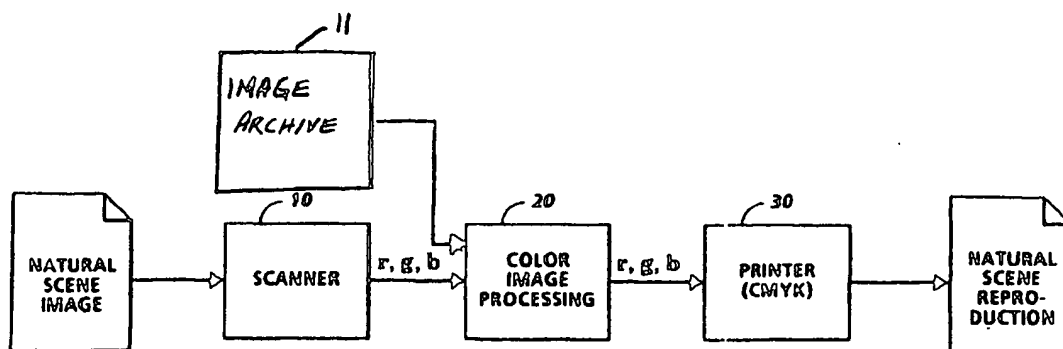 11
IMAGE
ARCHIVE
10
20
30
NATURAL
SCENE
IMAGE
SCANNER
r, g, b
COLOR
IMAGE
PROCESSING
r, g, b
PRINTER
(CMYK)
NATURAL
SCENE
REPRO-
DUCTION